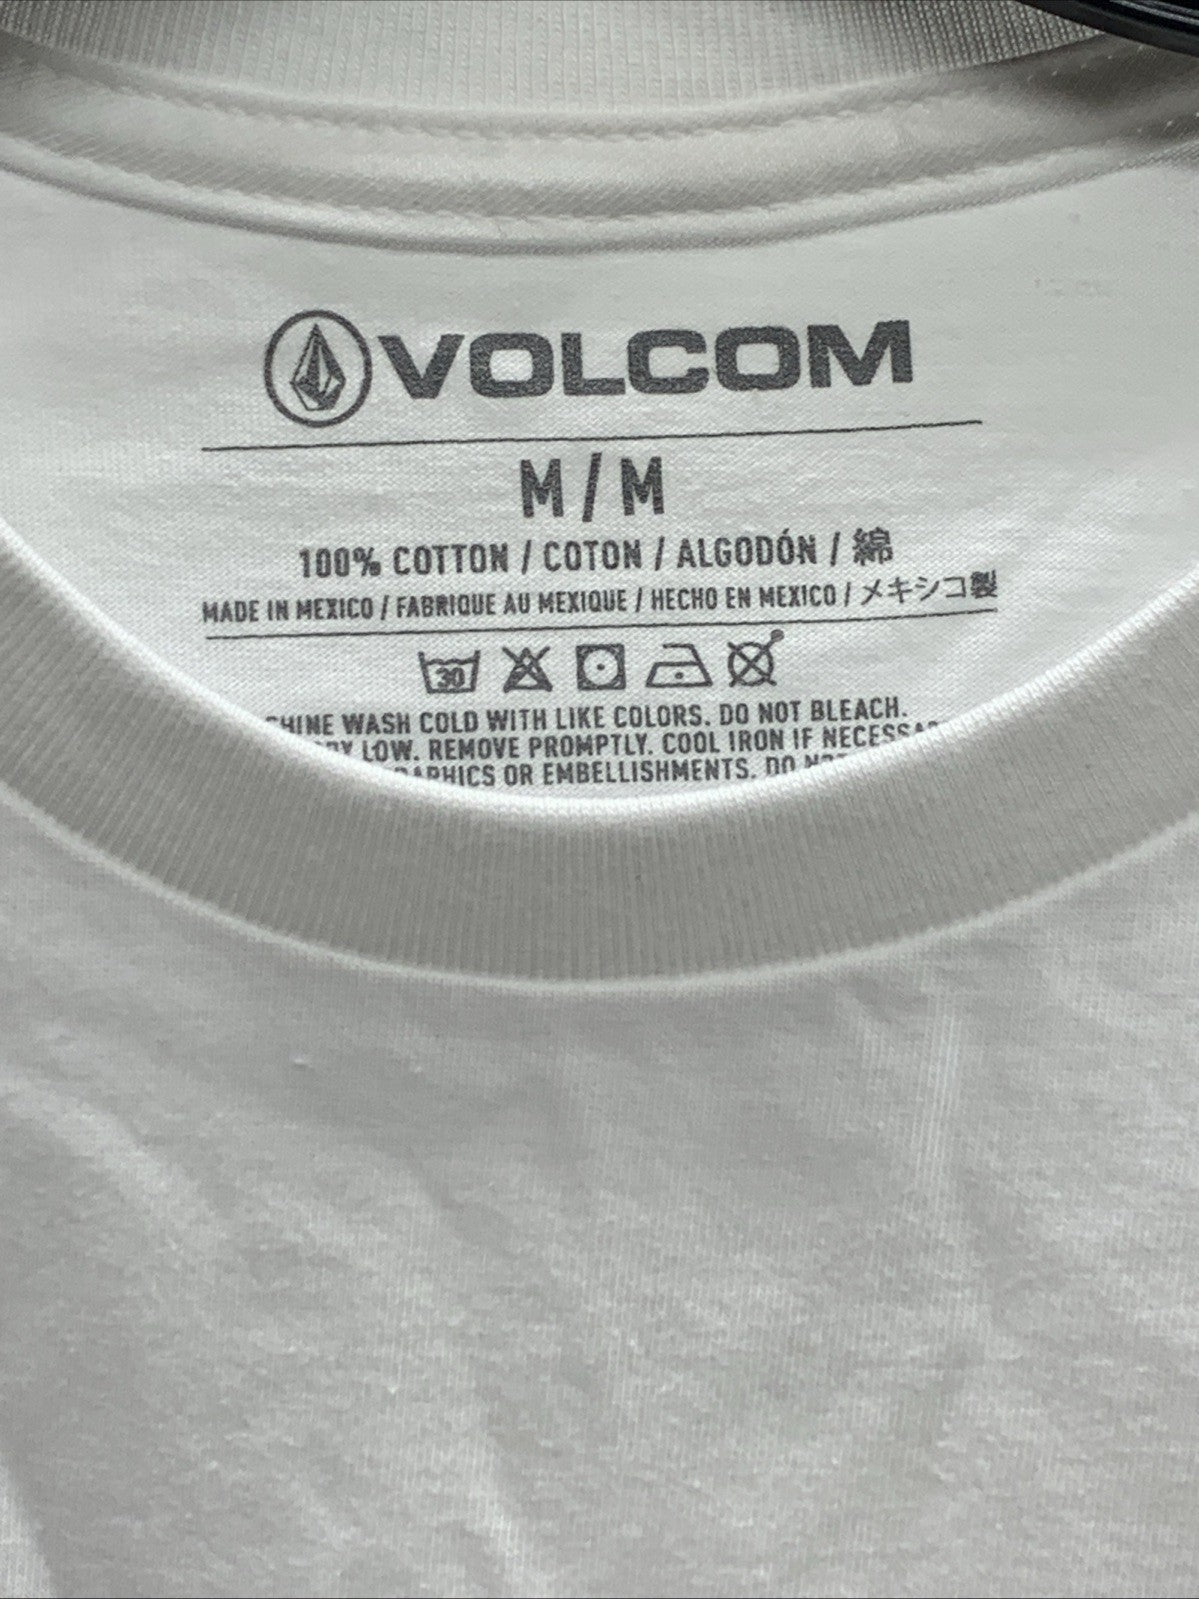 VOLCOM
M / M
100% COTTON / COTON / ALGODÓN / 綿
MADE IN MEXICO / FABRIQUE AU MEXIQUE / HECHO EN MEXICO / メキシコ製
30
WASH COLD WITH LIKE COLORS. DO NOT BLEACH.
LOW. REMOVE PROMPTLY. COOL IRON IF
OR EMBELLISHMENTS. DO